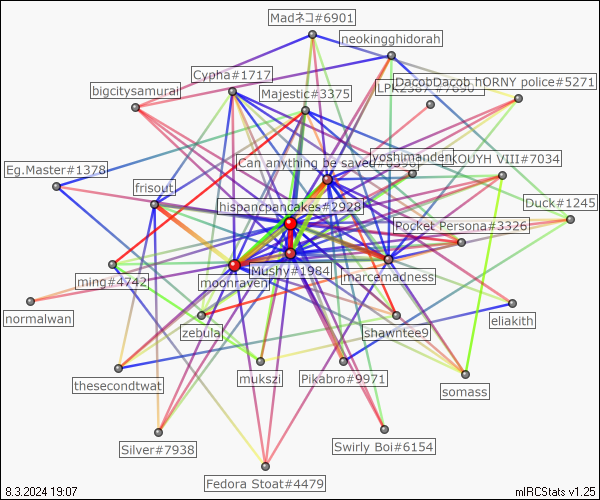 Madネコ#6901
neokingghidorah
Cypha#1717
DacobDacob hORNY police#5271
bigcitysamurai
Majestic#3375
Can anything be saved
yoshimanden
KOUYH VIII#7034
Eg.Master#1378
frisout
hispancpancakes#2928
Duck#1245
Pocket Persona#3326
Mushy#1984
marcemadness
ming#4742
moonraven
normalwan
zebula
shawntee9
eliakith
thesecondtwat
mukszi
Pikabro#9971
somass
Silver#7938
Swirly Boi#6154
Fedora Stoat#4479
8.3.2024 19:07
mIRCStats v1.25